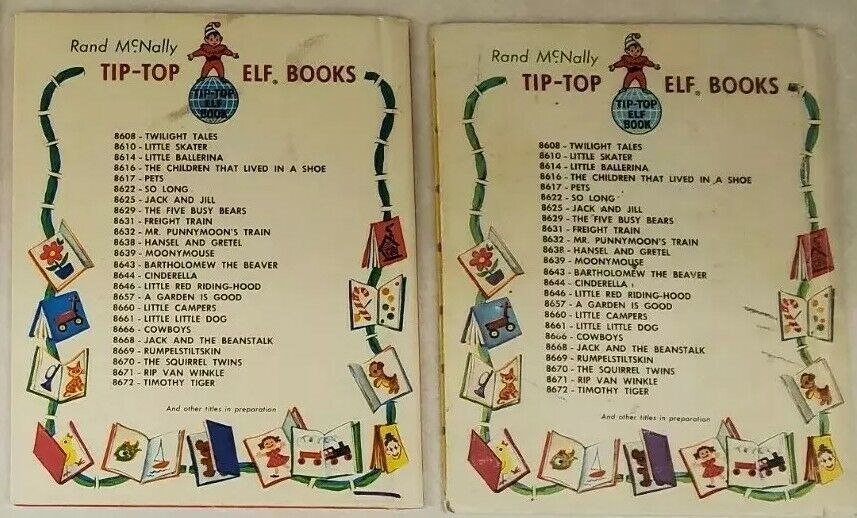 Rand McNally
TIP-TOP ELF® BOOKS
TIP-TOP
ELF
BOOK
8608 - TWILIGHT TALES
8610 - LITTLE SKATER
8614 - LITTLE BALLERINA
8616 - THE CHILDREN THAT LIVED IN A SHOE
8617 - PETS
8622 - SO LONG
8625 - JACK AND JILL
8629 - THE FIVE BUSY BEARS
8631 - FREIGHT TRAIN
8632 - MR. PUNNYMOON'S TRAIN
8638 - HANSEL AND GRETEL
8639 - MOONYMOUSE
8643 - BARTHOLOMEW THE BEAVER
8644 - CINDERELLA
8646 - LITTLE RED RIDING-HOOD
8657 - A GARDEN IS GOOD
8660 - LITTLE CAMPERS
8661 - LITTLE LITTLE DOG
8666 - COWBOYS
8668 - JACK AND THE BEANSTALK
8669 - RUMPELSTILTSKIN
8670 - THE SQUIRREL TWINS
8671 - RIP VAN WINKLE
8672 - TIMOTHY TIGER
And other titles in preparation
Rand McNally
TIP-TOP ELF® BOOKS
TIP-TOP
ELF
BOOK
8608 - TWILIGHT TALES
8610 - LITTLE SKATER
8614 - LITTLE BALLERINA
8616 - THE CHILDREN THAT LIVED IN A SHOE
8617 - PETS
8622 - SO LONG
8625 - JACK AND JILL
8629 - THE FIVE BUSY BEARS
8631 - FREIGHT TRAIN
8632 - MR. PUNNYMOON'S TRAIN
8638 - HANSEL AND GRETEL
8639 - MOONYMOUSE
8643 - BARTHOLOMEW THE BEAVER
8644 - CINDERELLA
8646 - LITTLE RED RIDING-HOOD
8657 - A GARDEN IS GOOD
8660 - LITTLE CAMPERS
8661 - LITTLE LITTLE DOG
8666 - COWBOYS
8668 - JACK AND THE BEANSTALK
8669 - RUMPELSTILTSKIN
8670 - THE SQUIRREL TWINS
8671 - RIP VAN WINKLE
8672 - TIMOTHY TIGER
And other titles in preparation